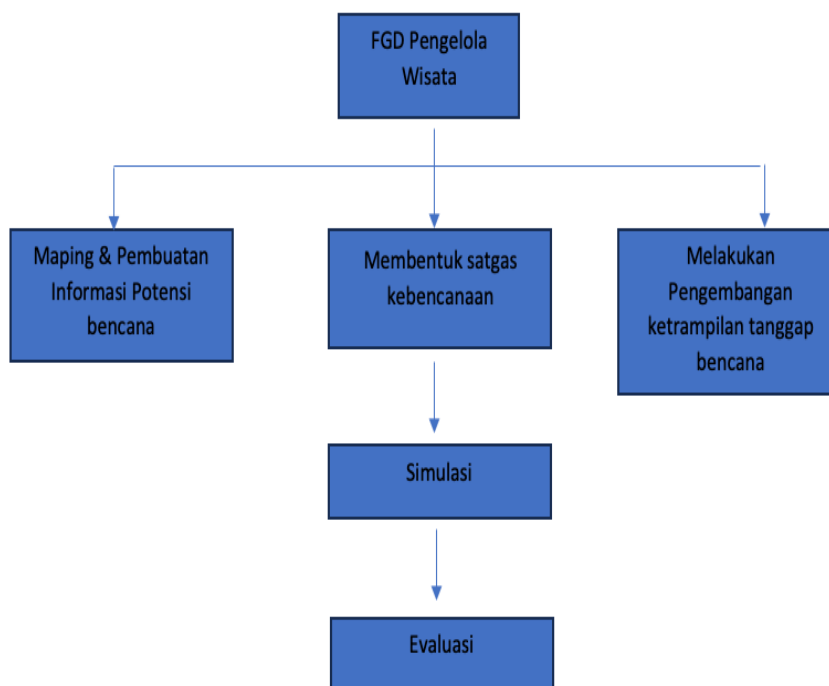 FGD Pengelola
Wisata
Maping & Pembuatan
Informasi Potensi
bencana
Membentuk satgas
kebencanaan
Melakukan
Pengembangan
ketrampilan tanggap
bencana
Simulasi
Evaluasi